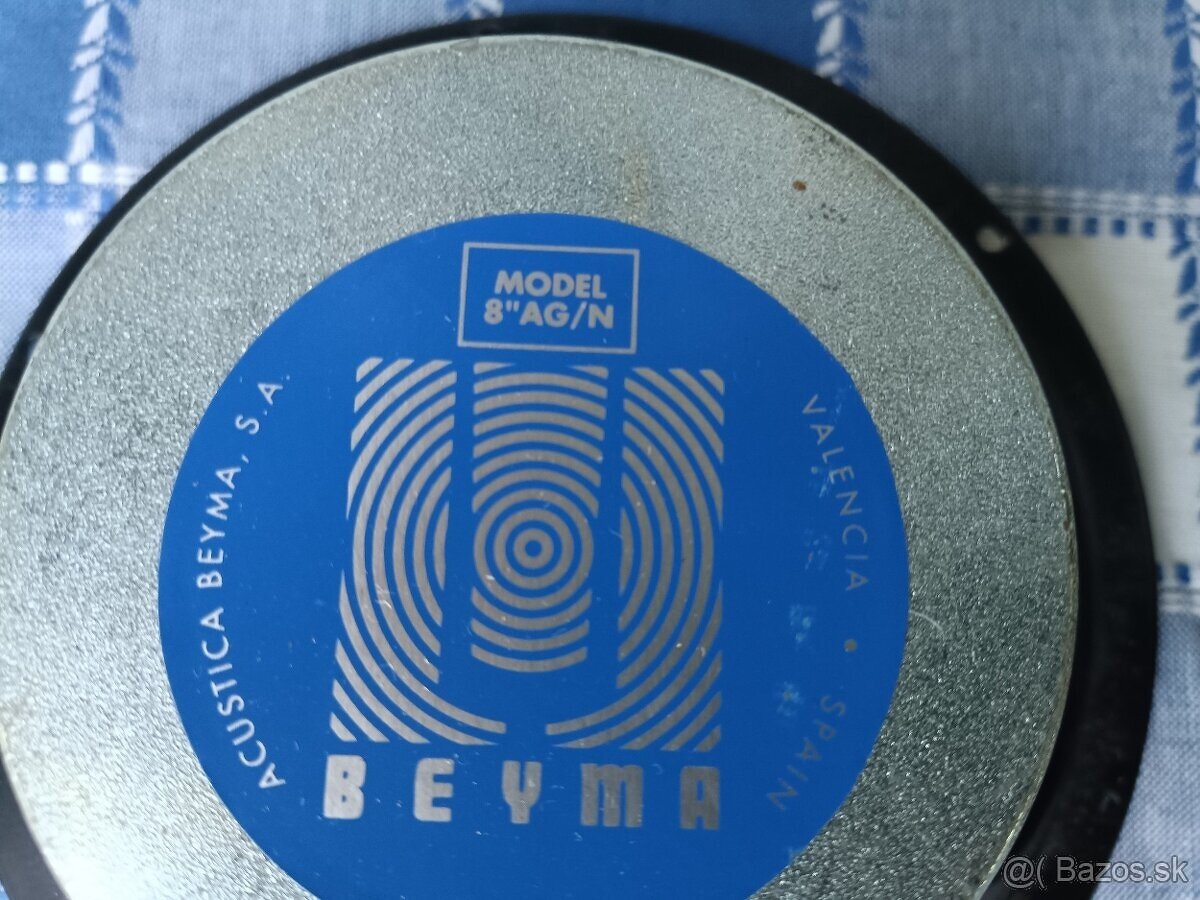 MODEL
8"AG/N
ACUSTICA BEYMA, S.A.
VALENCIA • SPAIN
BEYMA
@( Bazos.sk